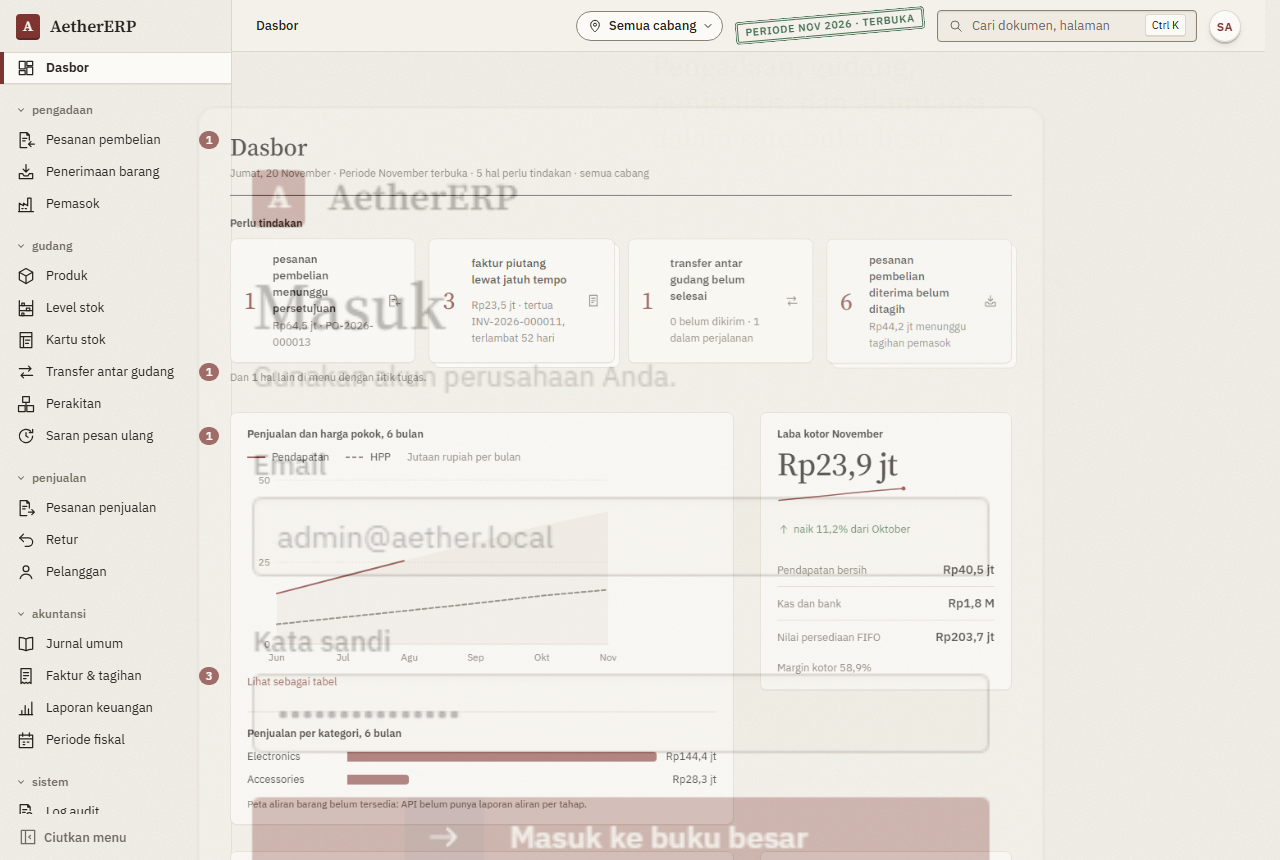 A AetherERP
Dasbor
Semua cabang
PERIODE NOV 2026 · TERBUKA
Cari dokumen, halaman
Ctrl K
SA
Dasbor
pengadaan
Pesanan pembelian 1
Penerimaan barang
Pemasok
gudang
Produk
Level stok
Kartu stok
Transfer antar gudang 1
Perakitan
Saran pesan ulang 1
penjualan
Pesanan penjualan
Retur
Pelanggan
akuntansi
Jurnal umum
Faktur & tagihan 3
Laporan keuangan
Periode fiskal
sistem
Log audit
Ciutkan menu
Dasbor
Jumat, 20 November · Periode November terbuka · 5 hal perlu tindakan · semua cabang
Perlu tindakan
1
pesanan
pembelian
menunggu
persetujuan
Rp64,5 jt · PO-2026-
000013
3
faktur piutang
lewat jatuh tempo
Rp23,5 jt · tertua
INV-2026-000011,
terlambat 52 hari
1
transfer antar
gudang belum
selesai
0 belum dikirim · 1
dalam perjalanan
6
pesanan
pembelian
diterima belum
ditagih
Rp44,2 jt menunggu
tagihan pemasok
Dan 1 hal lain di menu dengan titik tugas.
Penjualan dan harga pokok, 6 bulan
Pendapatan
HPP
Jutaan rupiah per bulan
50
25
0
Jun Jul Agu Sep Okt Nov
Lihat sebagai tabel
Penjualan per kategori, 6 bulan
Electronics Rp144,4 jt
Accessories Rp28,3 jt
Peta aliran barang belum tersedia: API belum punya laporan aliran per tahap.
Laba kotor November
Rp23,9 jt
↑ naik 11,2% dari Oktober
Pendapatan bersih Rp40,5 jt
Kas dan bank Rp1,8 M
Nilai persediaan FIFO Rp203,7 jt
Margin kotor 58,9%
A AetherERP
Masuk
Gunakan akun perusahaan Anda.
Email
admin@aether.local
Kata sandi
Masuk ke buku besar